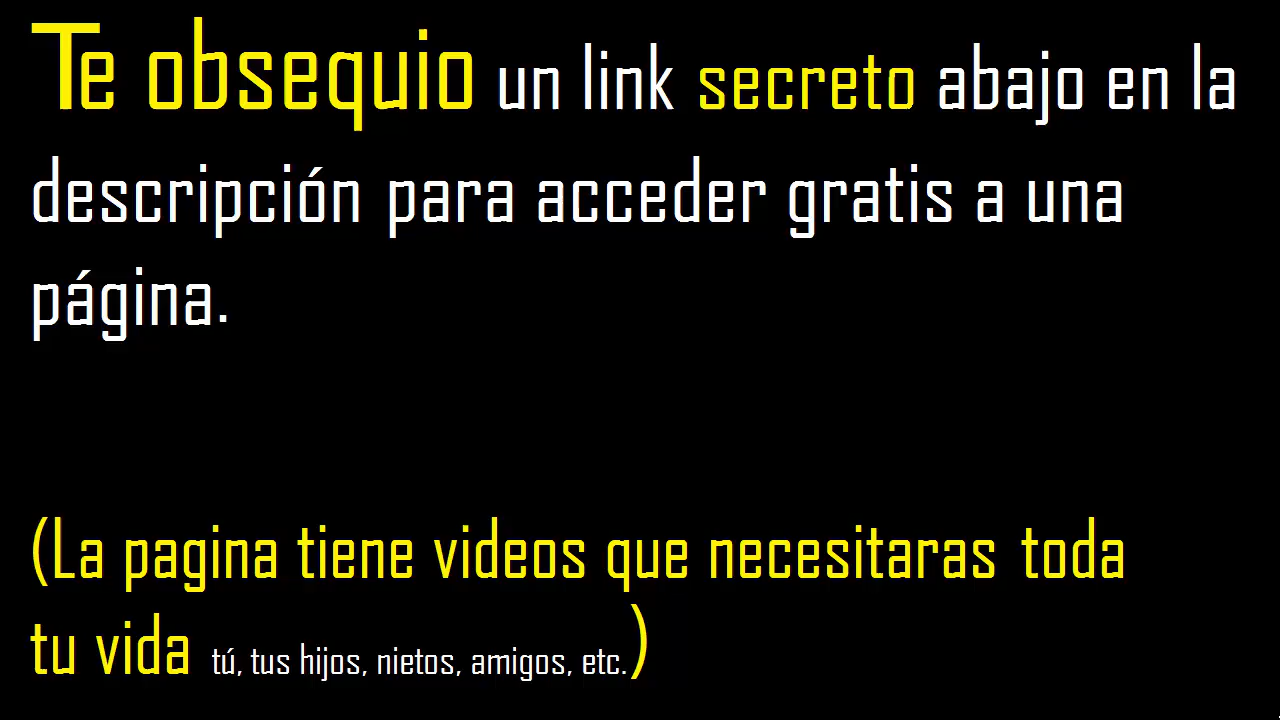 Te obsequio un link secreto abajo en la
descripción para acceder gratis a una
página.
(La pagina tiene videos que necesitaras toda
tu vida tú, tus hijos, nietos, amigos, etc.)